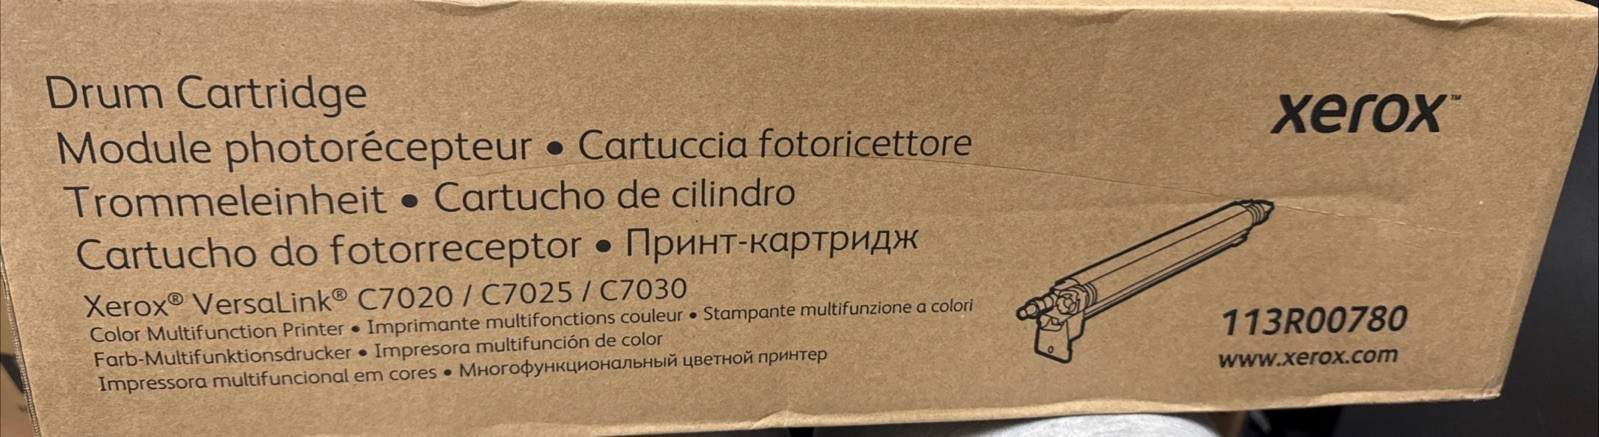 Drum Cartridge
Module photorécepteur • Cartuccia fotoricettore
Trommeleinheit • Cartucho de cilindro
Cartucho do fotorreceptor • Принт-картридж
Xerox® VersaLink® C7020 / C7025 / C7030
Color Multifunction Printer • Imprimante multifonctions couleur • Stampante multifunzione a colori
Farb-Multifunktionsdrucker • Impresora multifunción de color
Impressora multifuncional em cores • Многофункциональный цветной принтер
xerox™
113R00780
www.xerox.com